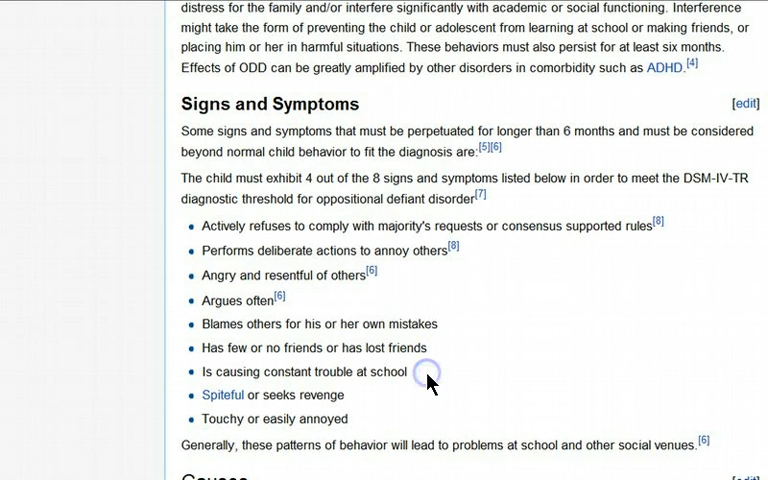 distress for the family and/or interfere significantly with academic or social functioning. Interference
might take the form of preventing the child or adolescent from learning at school or making friends, or
placing him or her in harmful situations. These behaviors must also persist for at least six months.
Effects of ODD can be greatly amplified by other disorders in comorbidity such as ADHD.[4]
Signs and Symptoms [edit]
Some signs and symptoms that must be perpetuated for longer than 6 months and must be considered
beyond normal child behavior to fit the diagnosis are:[5][6]
The child must exhibit 4 out of the 8 signs and symptoms listed below in order to meet the DSM-IV-TR
diagnostic threshold for oppositional defiant disorder[7]
• Actively refuses to comply with majority's requests or consensus supported rules[8]
• Performs deliberate actions to annoy others[8]
• Angry and resentful of others[6]
• Argues often[6]
• Blames others for his or her own mistakes
• Has few or no friends or has lost friends
• Is causing constant trouble at school
• Spiteful or seeks revenge
• Touchy or easily annoyed
Generally, these patterns of behavior will lead to problems at school and other social venues.[6]
Causes [edit]